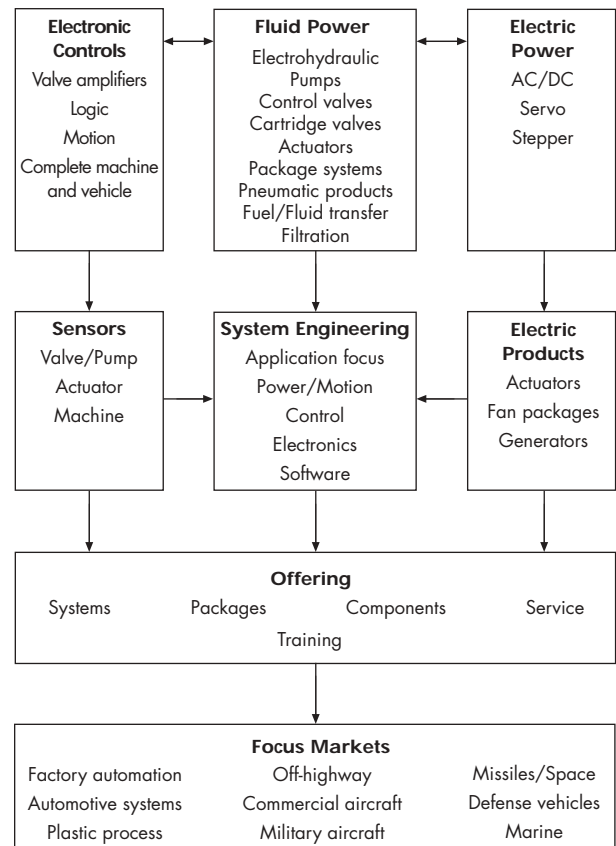 Electronic
Controls
Valve amplifiers
Logic
Motion
Complete machine
and vehicle
Fluid Power
Electrohydraulic
Pumps
Control valves
Cartridge valves
Actuators
Package systems
Pneumatic products
Fuel/Fluid transfer
Filtration
Electric
Power
AC/DC
Servo
Stepper
Sensors
Valve/Pump
Actuator
Machine
System Engineering
Application focus
Power/Motion
Control
Electronics
Software
Electric
Products
Actuators
Fan packages
Generators
Offering
Systems Packages Components Service
Training
Focus Markets
Factory automation Off-highway Missiles/Space
Automotive systems Commercial aircraft Defense vehicles
Plastic process Military aircraft Marine